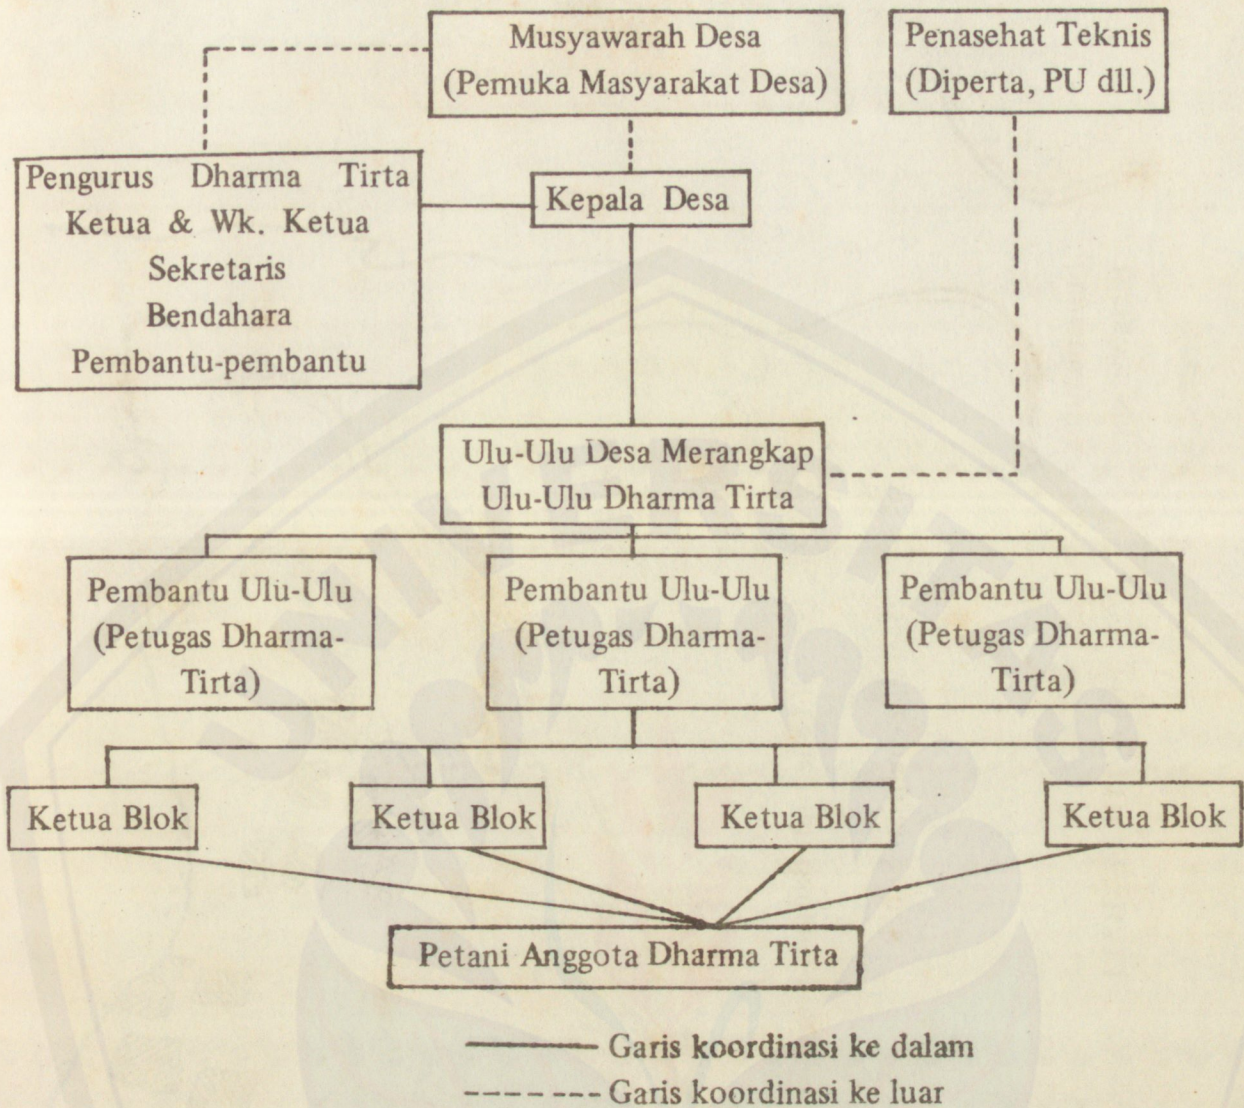 Musyawarah Desa
(Pemuka Masyarakat Desa)
Penasehat Teknis
(Diperta, PU dll.)
Pengurus Dharma Tirta
Ketua & Wk. Ketua
Sekretaris
Bendahara
Pembantu-pembantu
Kepala Desa
Ulu-Ulu Desa Merangkap
Ulu-Ulu Dharma Tirta
Pembantu Ulu-Ulu
(Petugas Dharma-
Tirta)
Pembantu Ulu-Ulu
(Petugas Dharma-
Tirta)
Pembantu Ulu-Ulu
(Petugas Dharma-
Tirta)
Ketua Blok
Ketua Blok
Ketua Blok
Ketua Blok
Petani Anggota Dharma Tirta
Garis koordinasi ke dalam
Garis koordinasi ke luar
UNIVERSITAS